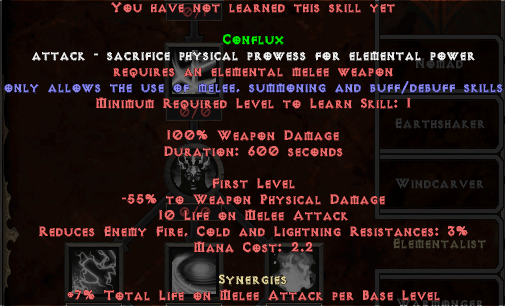 You have not learned this skill yet
Conflux
Attack - sacrifice physical prowess for elemental power
requires an elemental melee weapon
only allows the use of melee, summoning and buff/debuff skills
Minimum Required Level to Learn Skill: 1
0/0
Nomad
100% Weapon Damage
Duration: 600 seconds
Earthshaker
First Level
-55% to Weapon Physical Damage
10 Life on Melee Attack
Reduces Enemy Fire, Cold and Lightning Resistances: 3%
Mana Cost: 2.2
Windcarver
Elementalist
Synergies
+7% Total Life on Melee Attack per Base Level